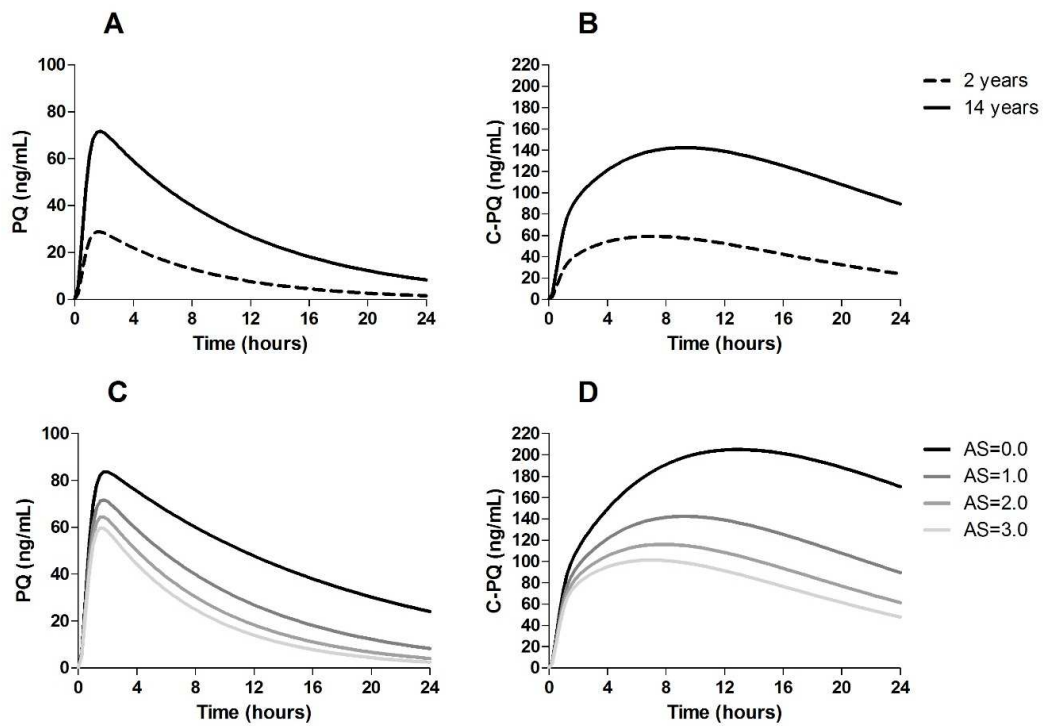 A
B
100
80
60
40
20
0
PQ (ng/mL)
0 4 8 12 16 20 24
Time (hours)
220
200
180
160
140
120
100
80
60
40
20
0
C-PQ (ng/mL)
0 4 8 12 16 20 24
Time (hours)
2 years
14 years
C
D
100
80
60
40
20
0
PQ (ng/mL)
0 4 8 12 16 20 24
Time (hours)
220
200
180
160
140
120
100
80
60
40
20
0
C-PQ (ng/mL)
0 4 8 12 16 20 24
Time (hours)
AS=0.0
AS=1.0
AS=2.0
AS=3.0